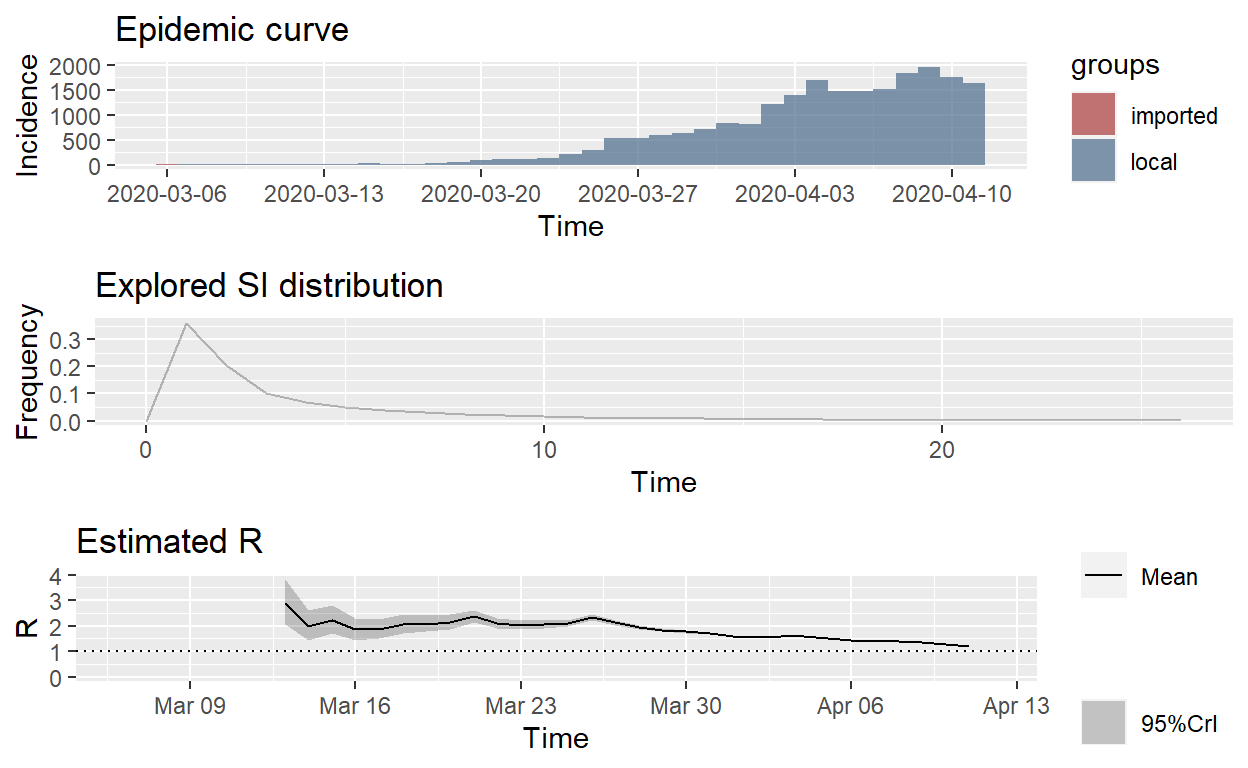 Epidemic curve
Incidence
2000
1500
1000
500
0
2020-03-06 2020-03-13 2020-03-20 2020-03-27 2020-04-03 2020-04-10
Time
groups
imported
local
Explored SI distribution
Frequency
0.3
0.2
0.1
0.0
0 10 20
Time
Estimated R
R
4
3
2
1
0
Mar 09 Mar 16 Mar 23 Mar 30 Apr 06 Apr 13
Time
Mean
95%CrI